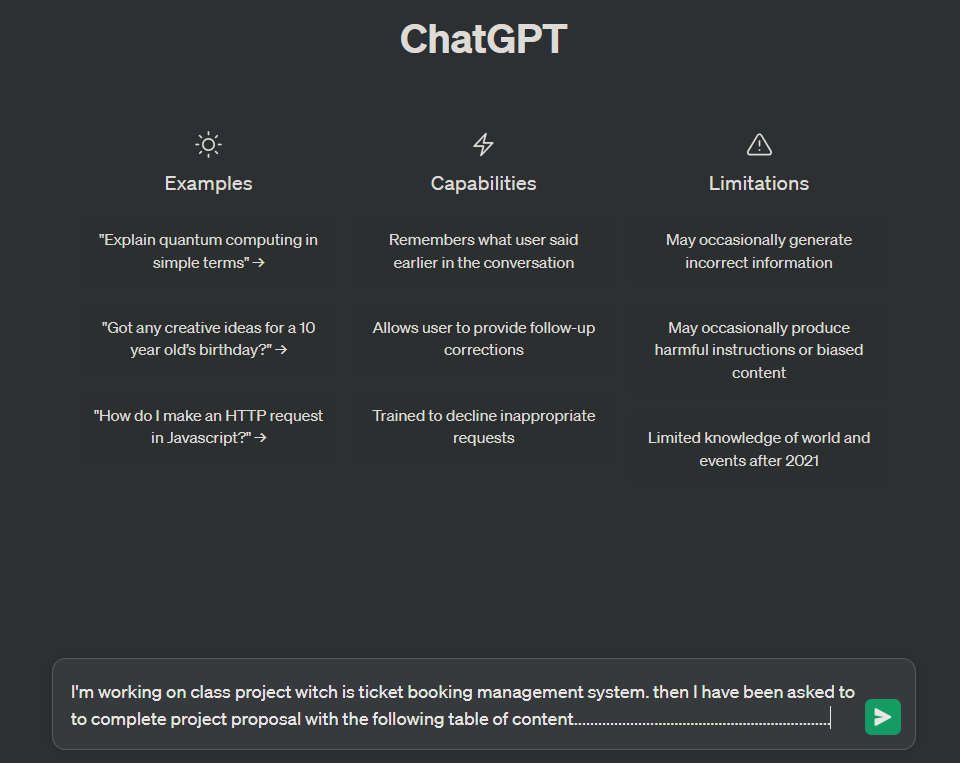 ChatGPT
Examples
"Explain quantum computing in
simple terms" →
"Got any creative ideas for a 10
year old's birthday?" →
"How do I make an HTTP request
in Javascript?" →
Capabilities
Remembers what user said
earlier in the conversation
Allows user to provide follow-up
corrections
Trained to decline inappropriate
requests
Limitations
May occasionally generate
incorrect information
May occasionally produce
harmful instructions or biased
content
Limited knowledge of world and
events after 2021
I'm working on class project witch is ticket booking management system. then I have been asked to
to complete project proposal with the following table of content................................................................